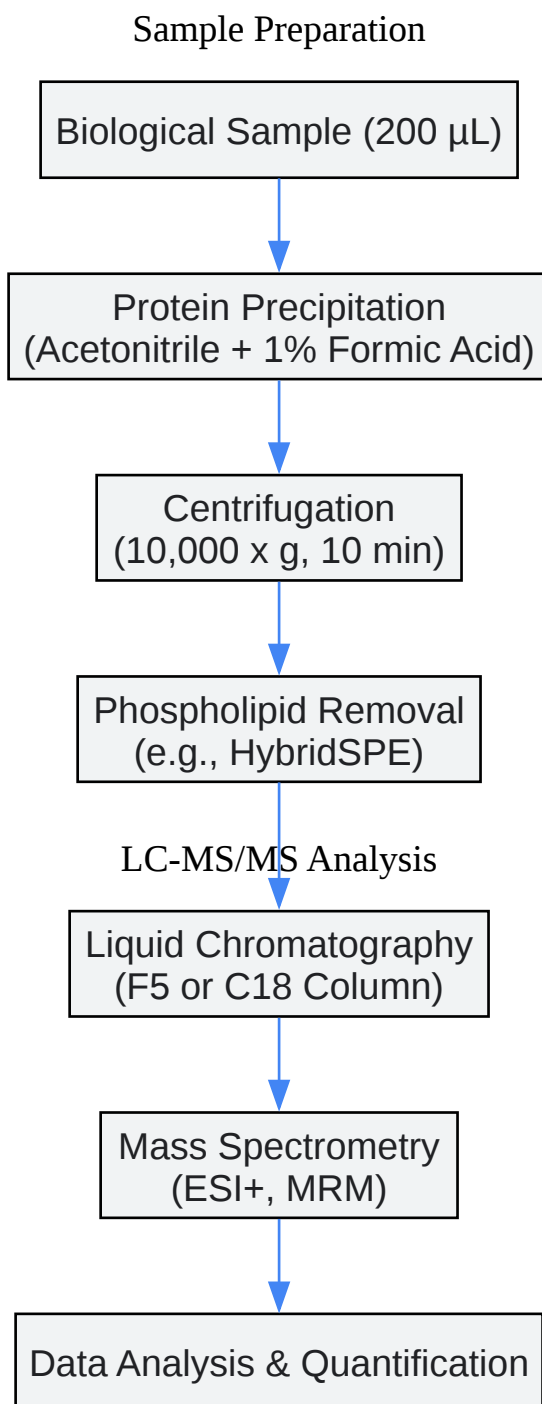 Sample Preparation
Biological Sample (200 µL)
Protein Precipitation
(Acetonitrile + 1% Formic Acid)
Centrifugation
(10,000 x g, 10 min)
Phospholipid Removal
(e.g., HybridSPE)
LC-MS/MS Analysis
Liquid Chromatography
(F5 or C18 Column)
Mass Spectrometry
(ESI+, MRM)
Data Analysis & Quantification